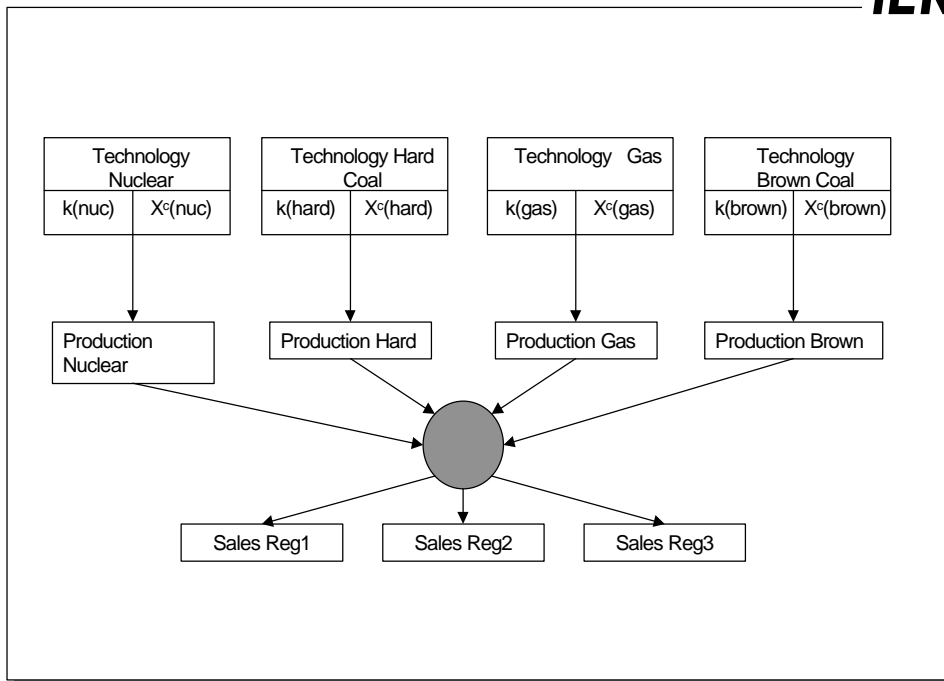 Technology
Nuclear
k(nuc) Xᶜ(nuc)
Technology Hard
Coal
k(hard) Xᶜ(hard)
Technology Gas
k(gas) Xᶜ(gas)
Technology
Brown Coal
k(brown) Xᶜ(brown)
Production
Nuclear
Production Hard
Production Gas
Production Brown
Sales Reg1
Sales Reg2
Sales Reg3